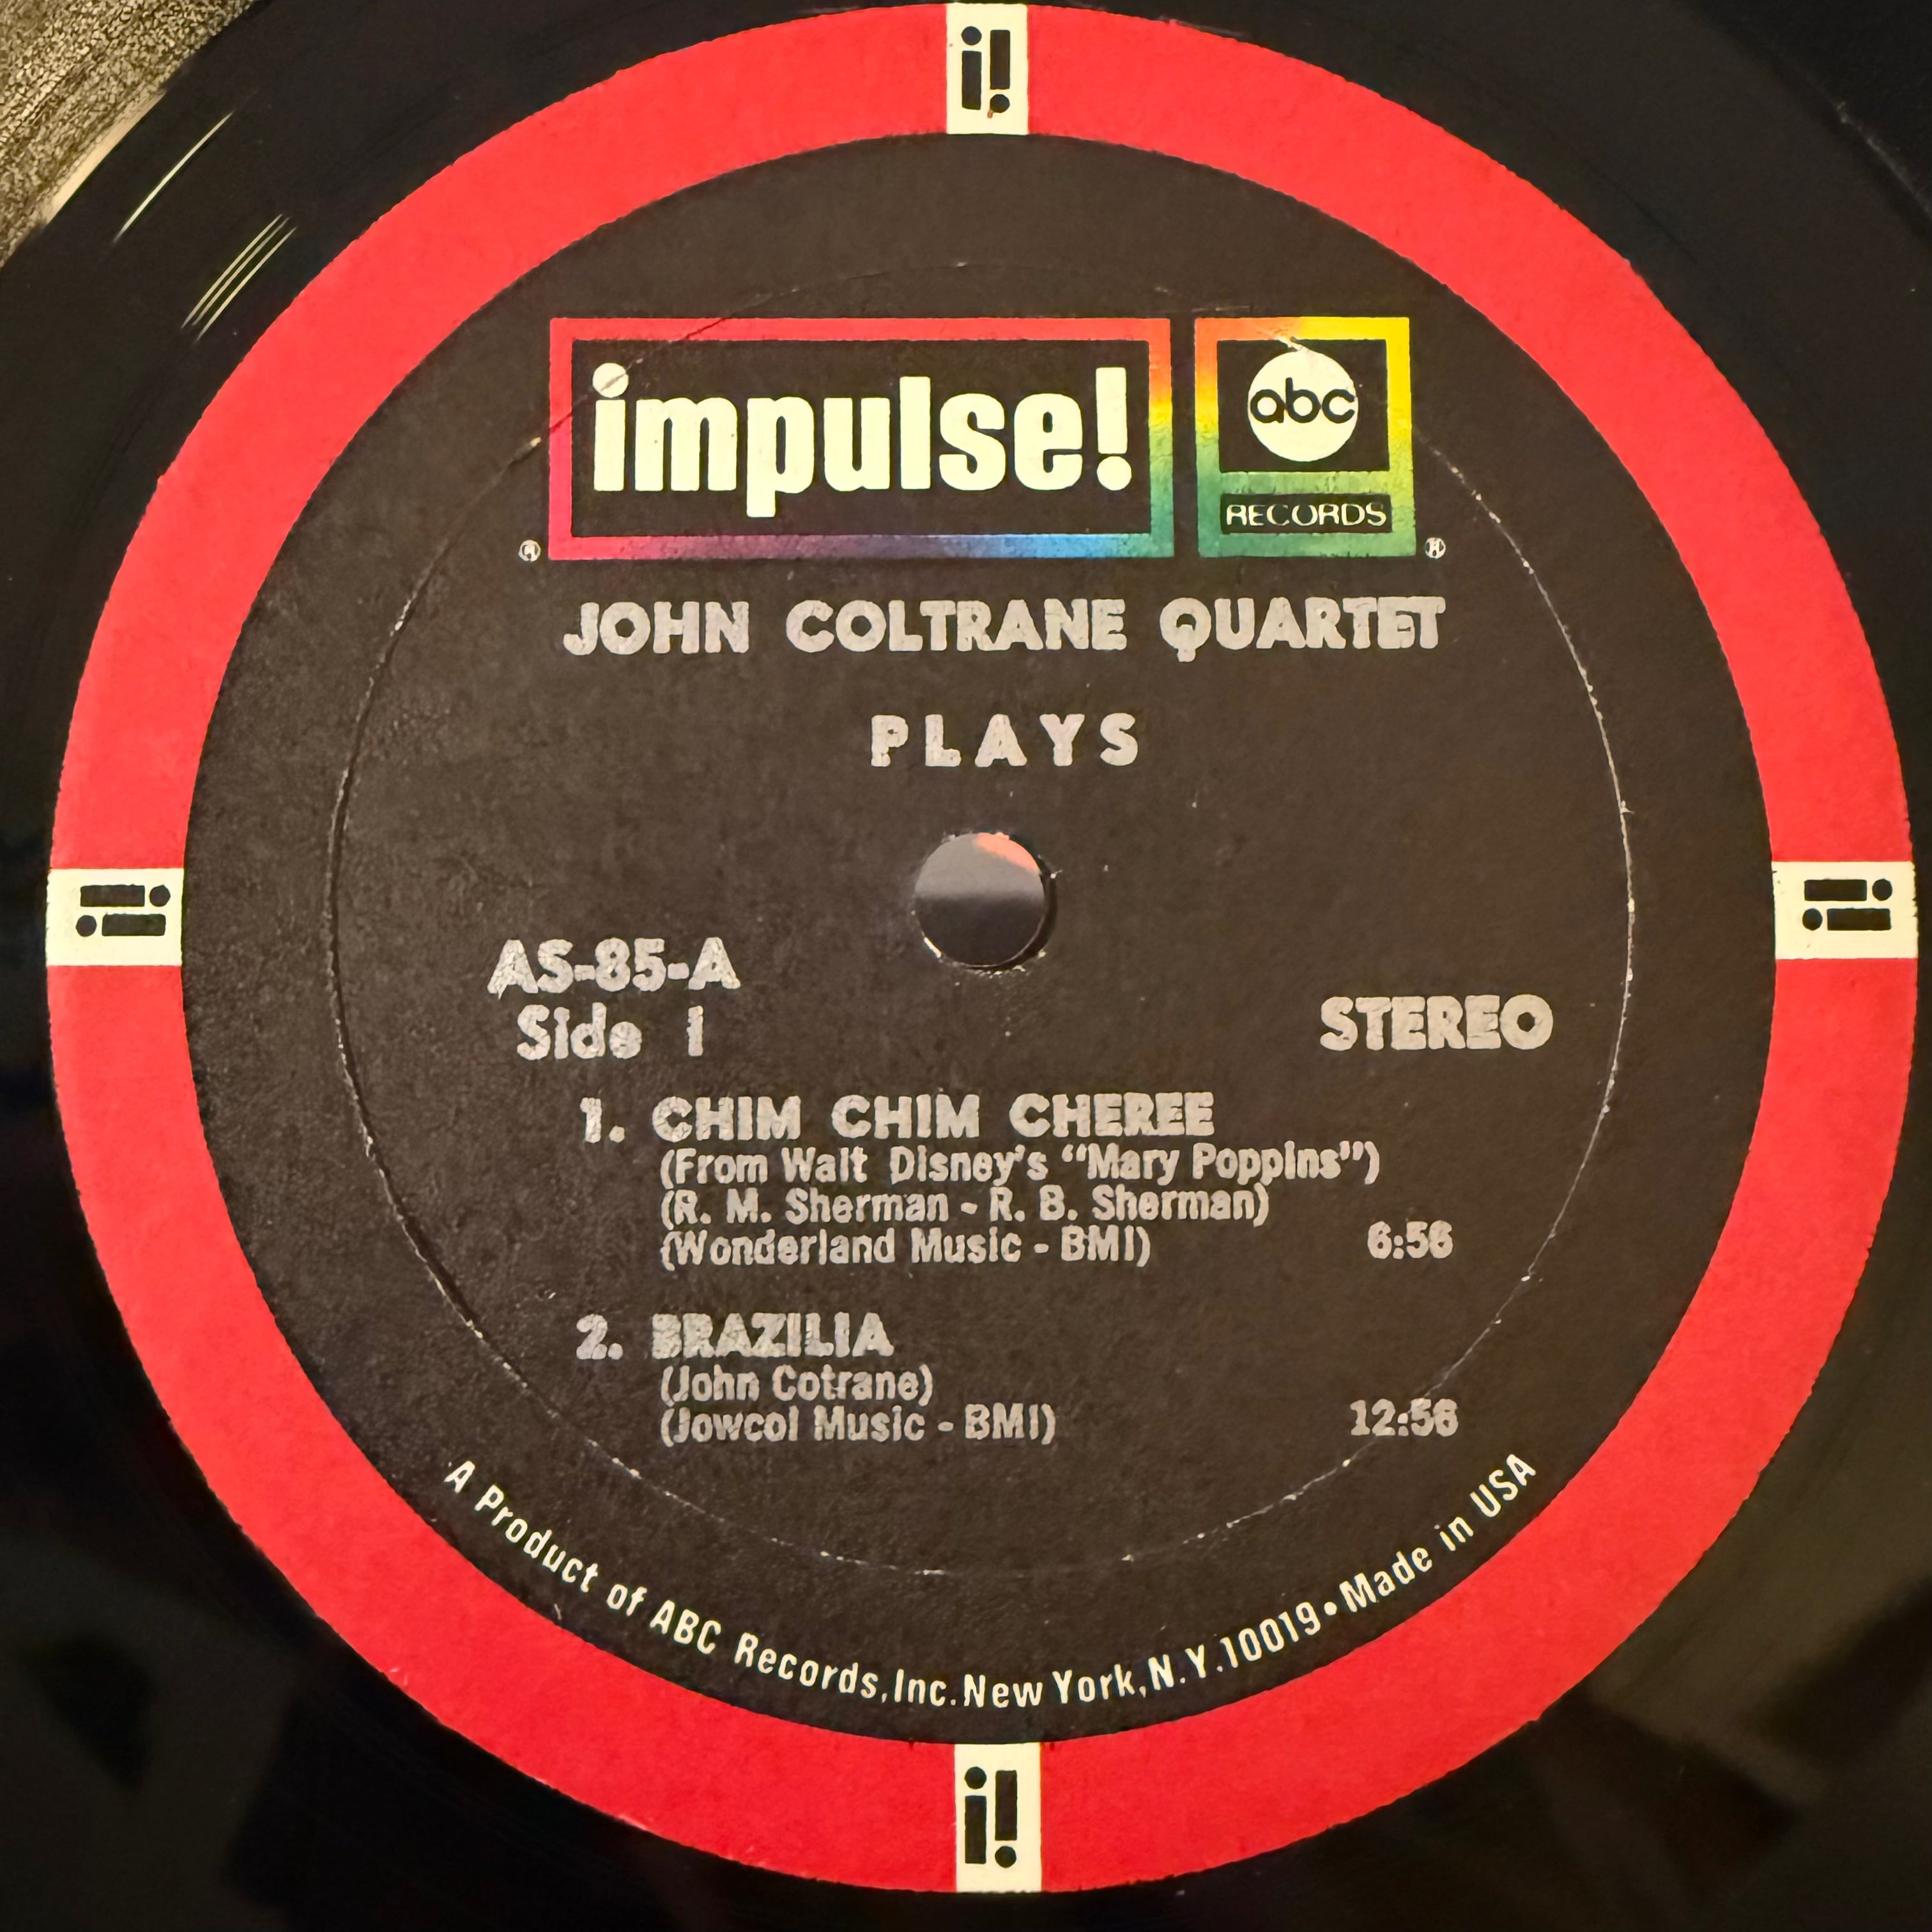 i!
impulse!
abc
RECORDS
® ®
JOHN COLTRANE QUARTET
PLAYS
i! i!
AS-85-A
Side 1
STEREO
1. CHIM CHIM CHEREE
(From Walt Disney's “Mary Poppins”)
(R. M. Sherman - R. B. Sherman)
(Wonderland Music - BMI) 6:56
2. BRAZILIA
(John Cotrane)
(Jowcol Music - BMI) 12:56
A Product of ABC Records, Inc. New York, N.Y. 10019 • Made in USA
i!